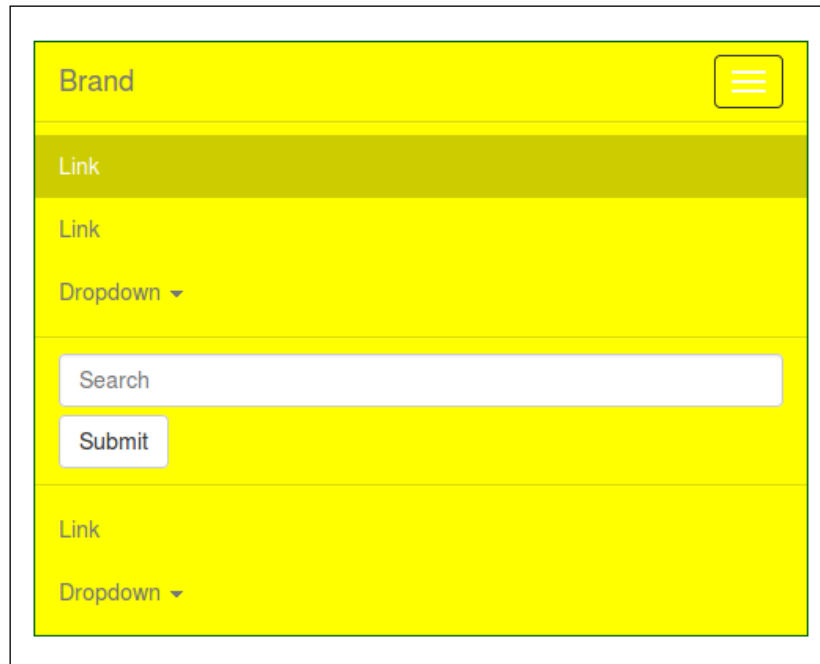 Brand
Link
Link
Dropdown
Search
Submit
Link
Dropdown